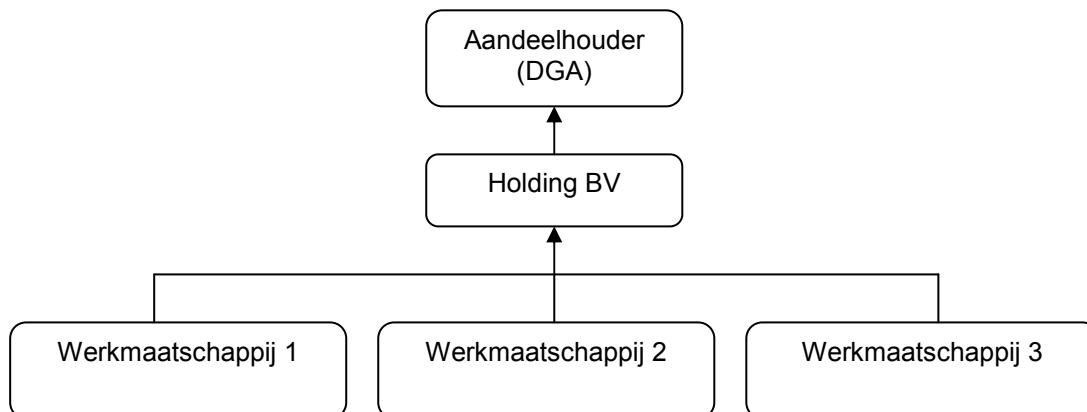 Aandeelhouder
(DGA)
Holding BV
Werkmaatschappij 1
Werkmaatschappij 2
Werkmaatschappij 3